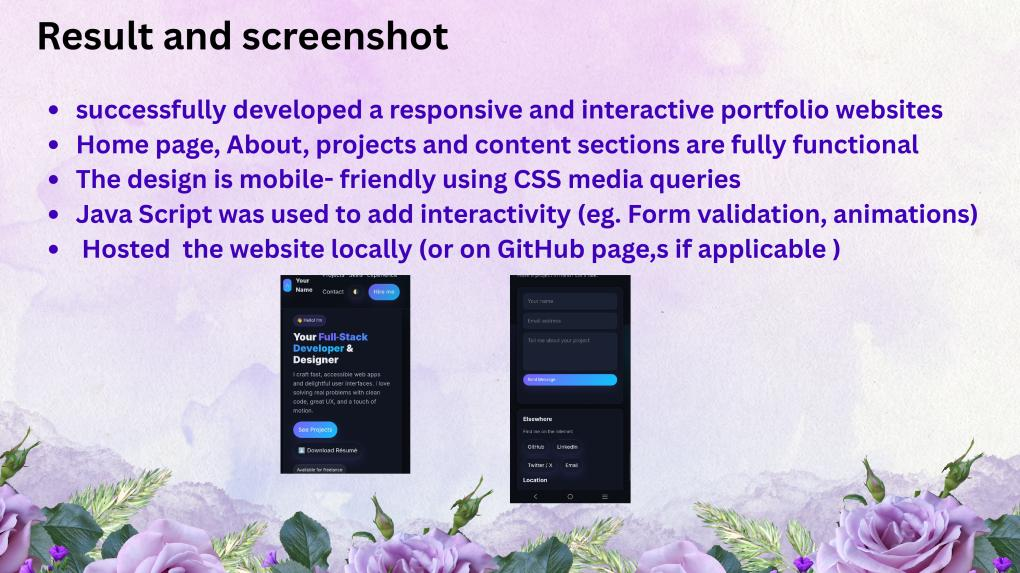 Result and screenshot
successfully developed a responsive and interactive portfolio websites
Home page, About, projects and content sections are fully functional
The design is mobile- friendly using CSS media queries
Java Script was used to add interactivity (eg. Form validation, animations)
Hosted the website locally (or on GitHub page,s if applicable )
Your
Name
Contact
Hire me
👋 Hello! I'm
Your Full-Stack
Developer &
Designer
I craft fast, accessible web apps
and delightful user interfaces. I love
solving real problems with clean
code, great UX, and a touch of
motion.
See Projects
Download Résumé
Available for freelance
Your name
Email address
Tell me about your project
Send Message
Elsewhere
Find me on the internet
GitHub LinkedIn
Twitter / X Email
Location